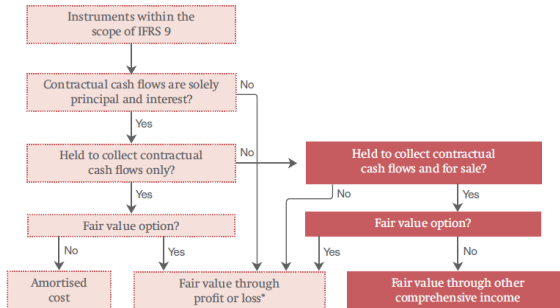 Instruments within the
scope of IFRS 9
Contractual cash flows are solely
principal and interest?
No
Yes
Held to collect contractual
cash flows only?
No
Held to collect contractual
cash flows and for sale?
Yes
No
Yes
Fair value option?
Fair value option?
No
Yes
Yes
No
Amortised
cost
Fair value through
profit or loss*
Fair value through other
comprehensive income